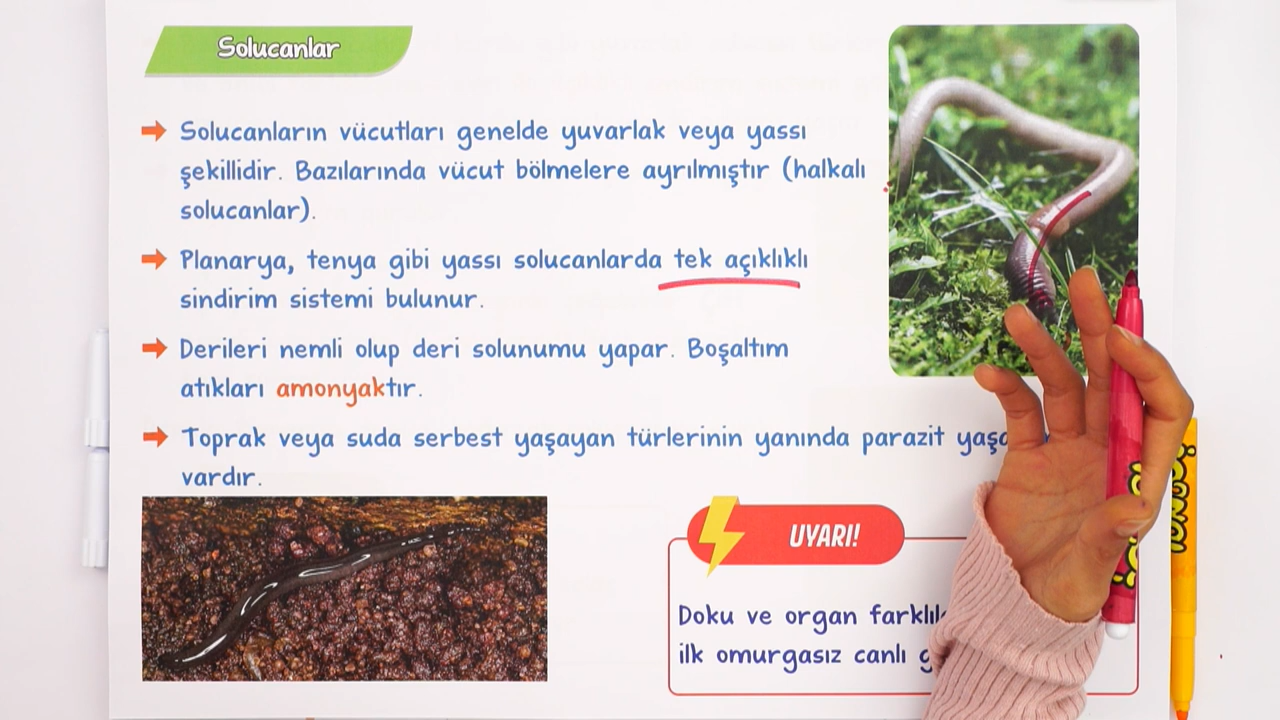 Solucanlar
Solucanların vücutları genelde yuvarlak veya yassı
şekillidir. Bazılarında vücut bölmelere ayrılmıştır (halkalı
solucanlar).
Planarya, tenya gibi yassı solucanlarda tek açıklıklı
sindirim sistemi bulunur.
Derileri nemli olup deri solunumu yapar. Boşaltım
atıkları amonyaktır.
Toprak veya suda serbest yaşayan türlerinin yanında parazit
vardır.
UYARI!
Doku ve organ
ilk omurgasız canlı